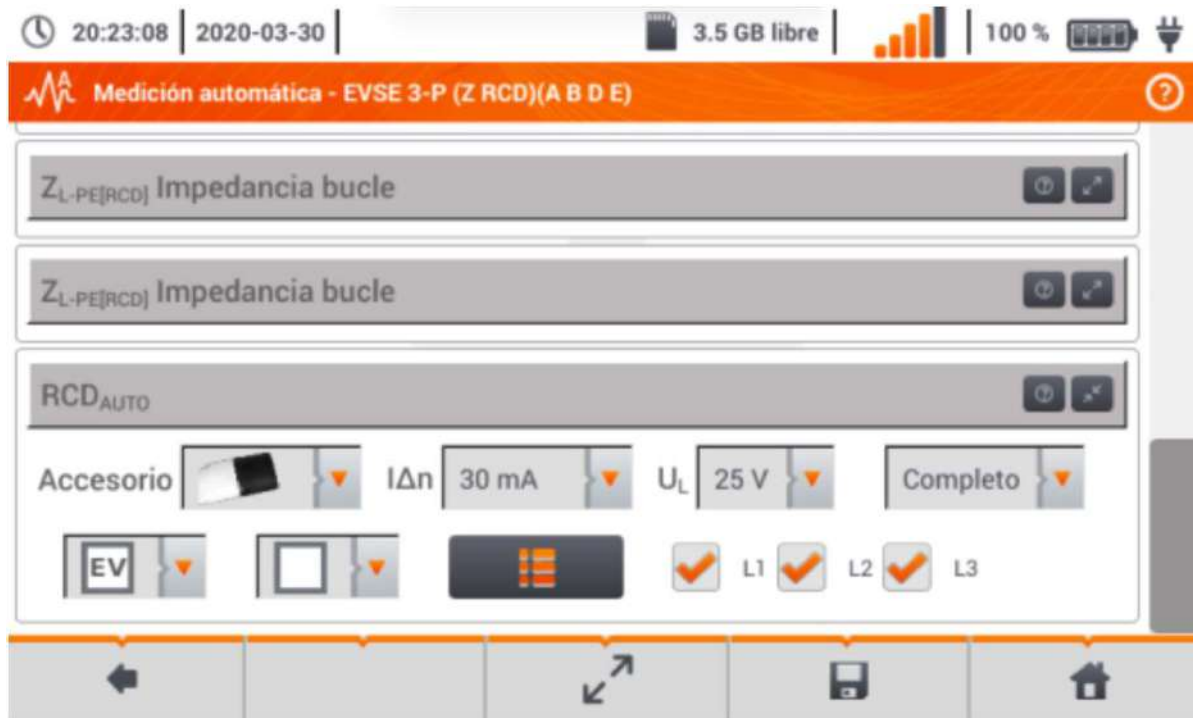 20:23:08 2020-03-30 3.5 GB libre 100 %
Medición automática - EVSE 3-P (Z RCD)(A B D E) ?
ZL-PE[RCD] Impedancia bucle ?
ZL-PE[RCD] Impedancia bucle ?
RCDAUTO ?
Accesorio IΔn 30 mA UL 25 V Completo
EV L1 L2 L3